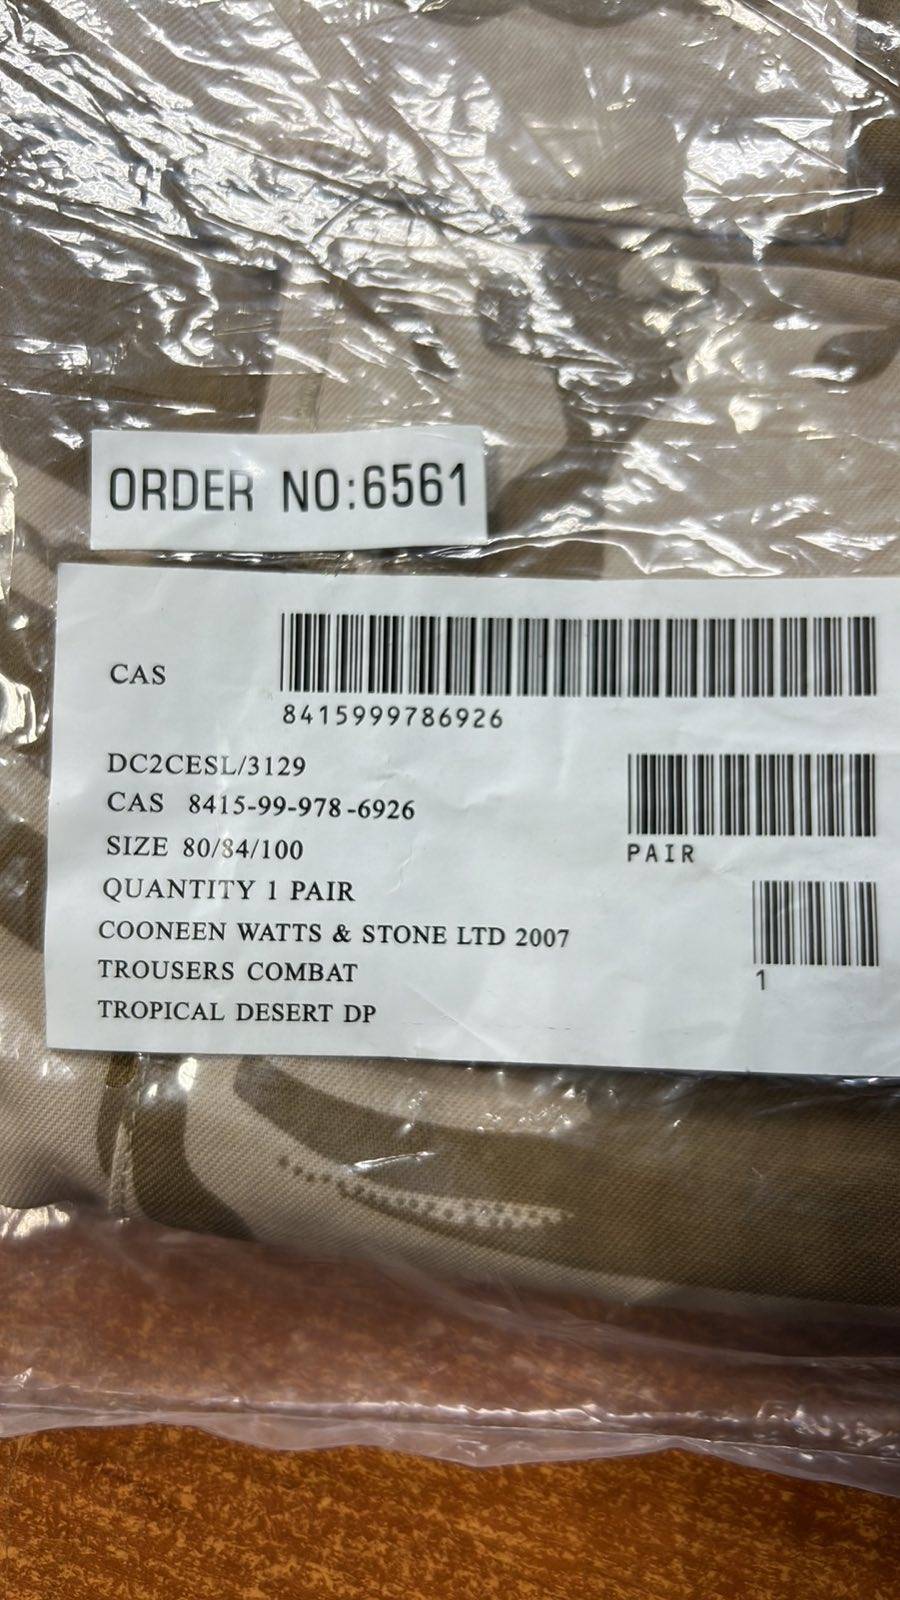 ORDER NO:6561
CAS
8415999786926
DC2CESL/3129
CAS 8415-99-978-6926
SIZE 80/84/100
PAIR
QUANTITY 1 PAIR
COONEEN WATTS & STONE LTD 2007
TROUSERS COMBAT
1
TROPICAL DESERT DP